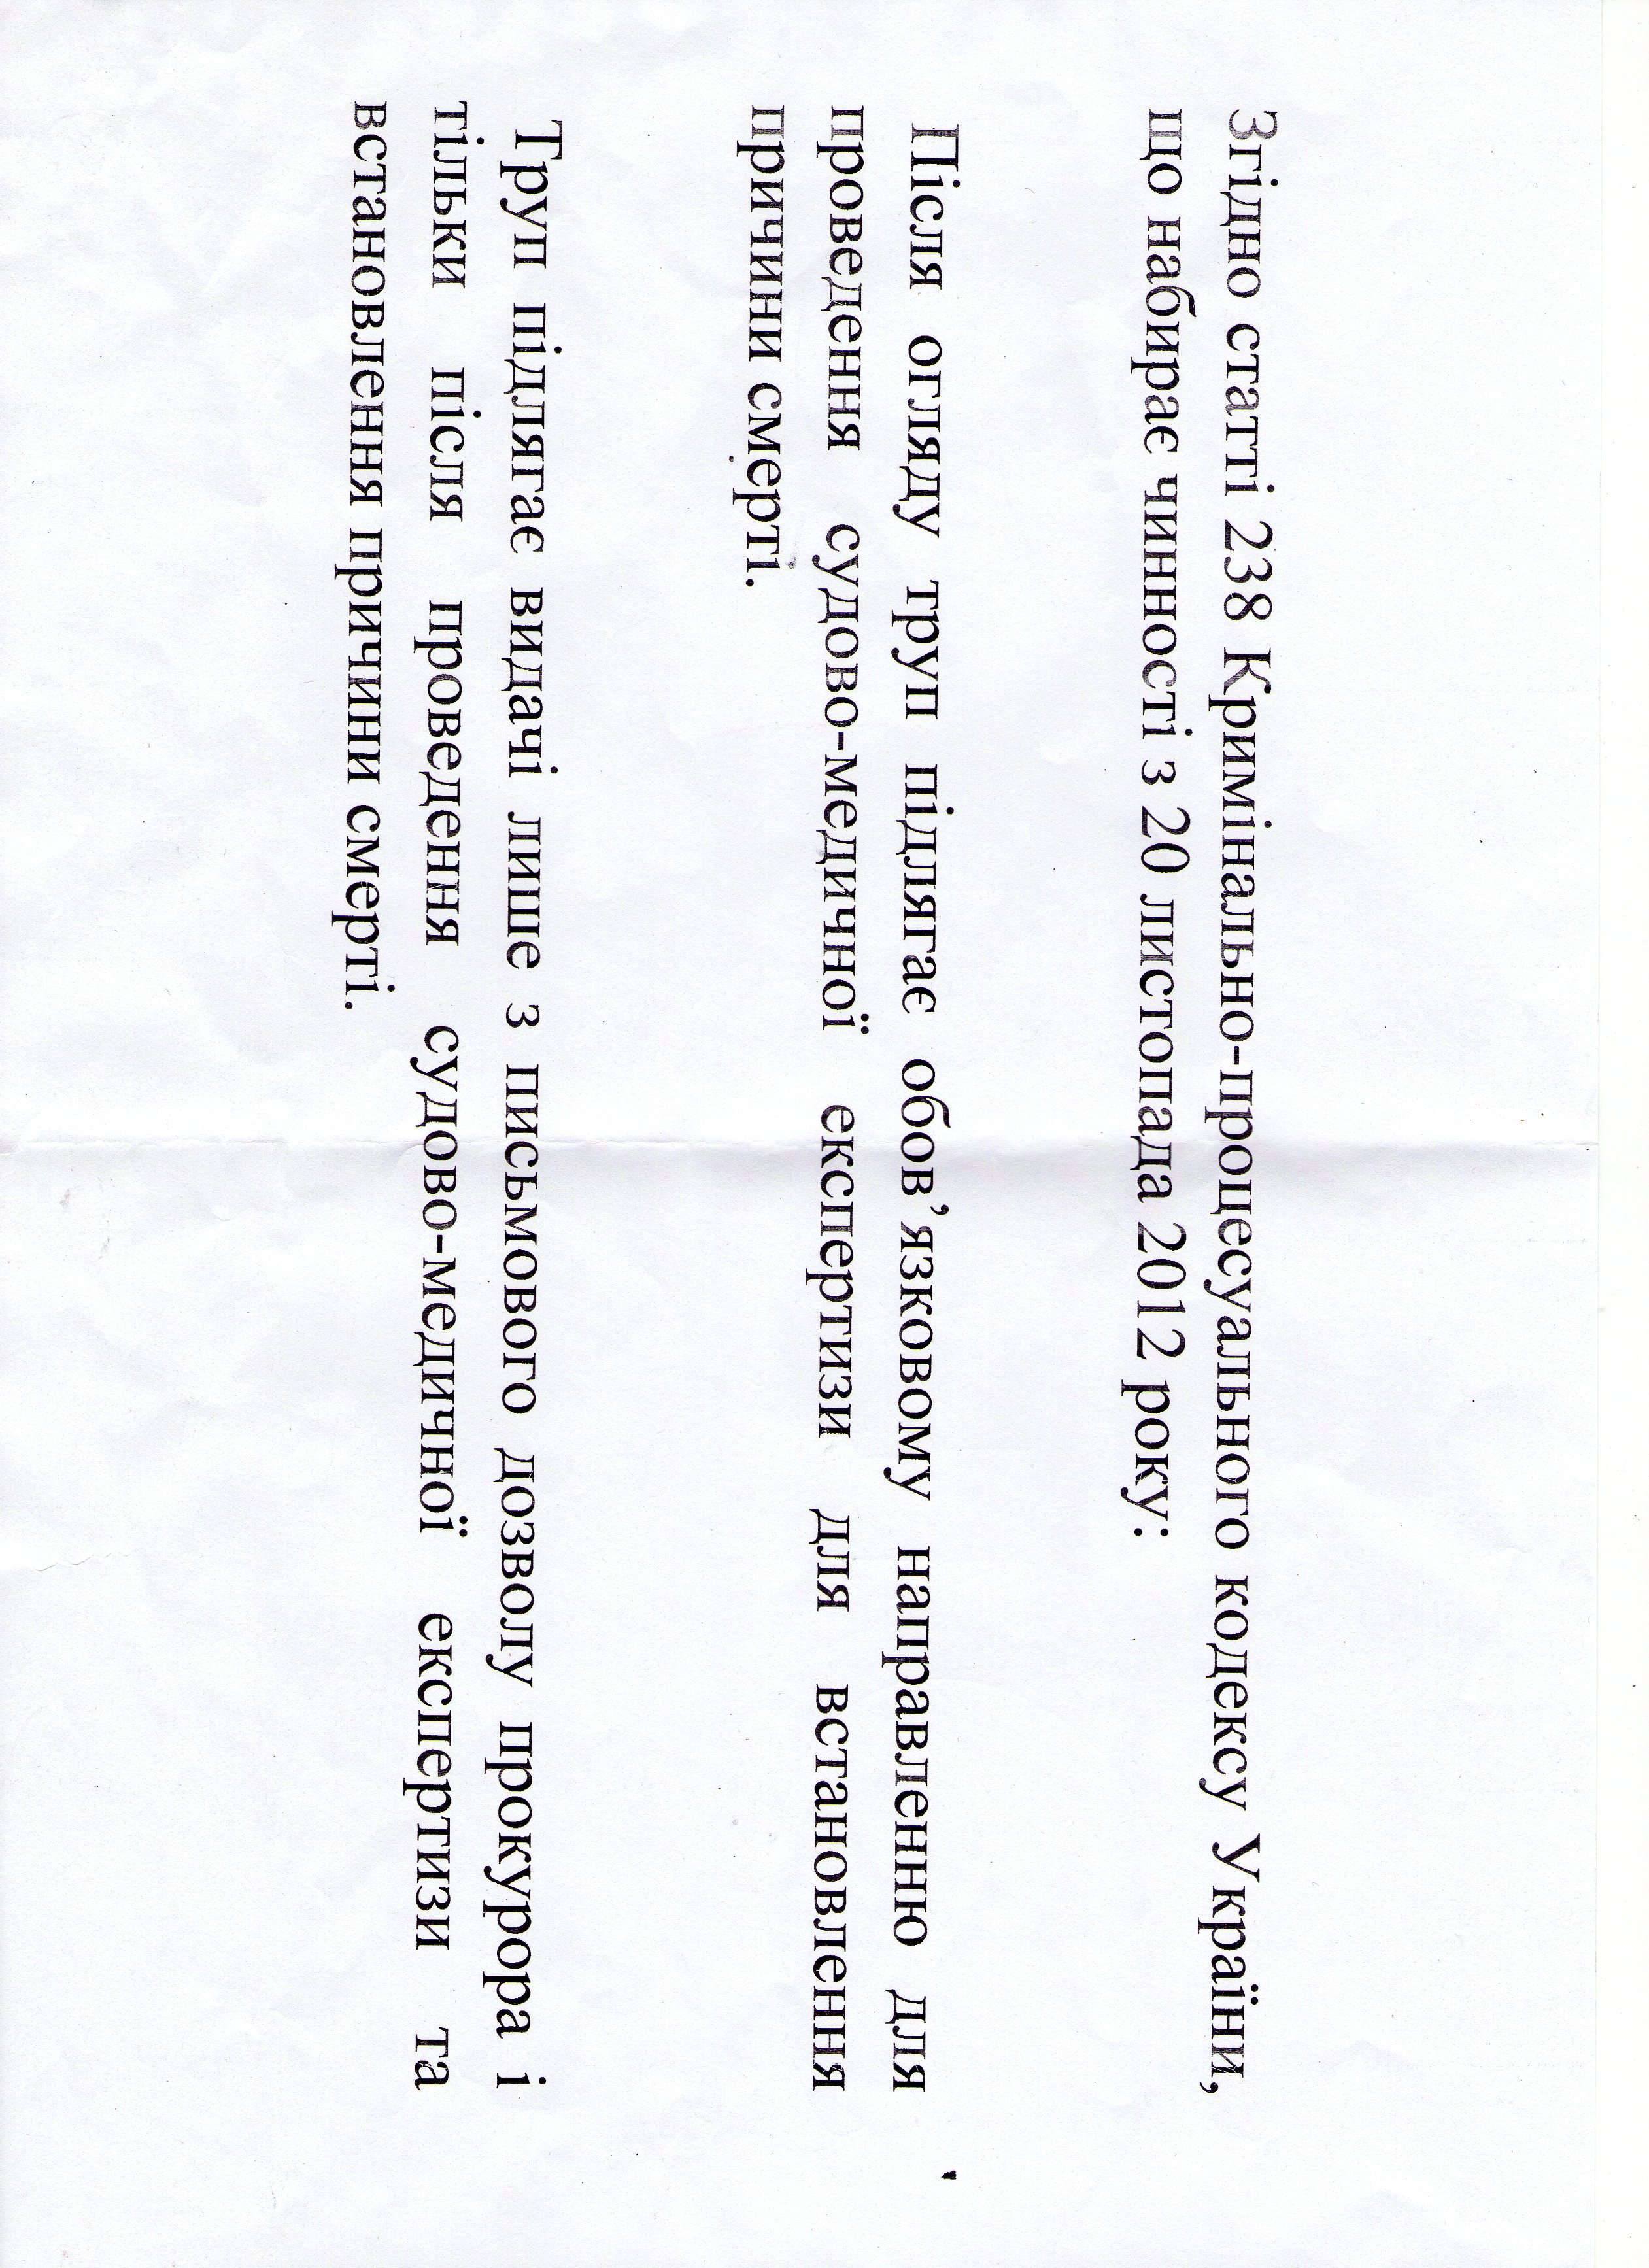 Згідно статті 238 Кримінально-процесуального кодексу України,
що набирає чинності з 20 листопада 2012 року:
Після огляду труп підлягає обов’язковому направленню для
проведення судово-медичної експертизи для встановлення
причини смерті.
Труп підлягає видачі лише з письмового дозволу прокурора і
тільки після проведення судово-медичної експертизи та
встановлення причини смерті.